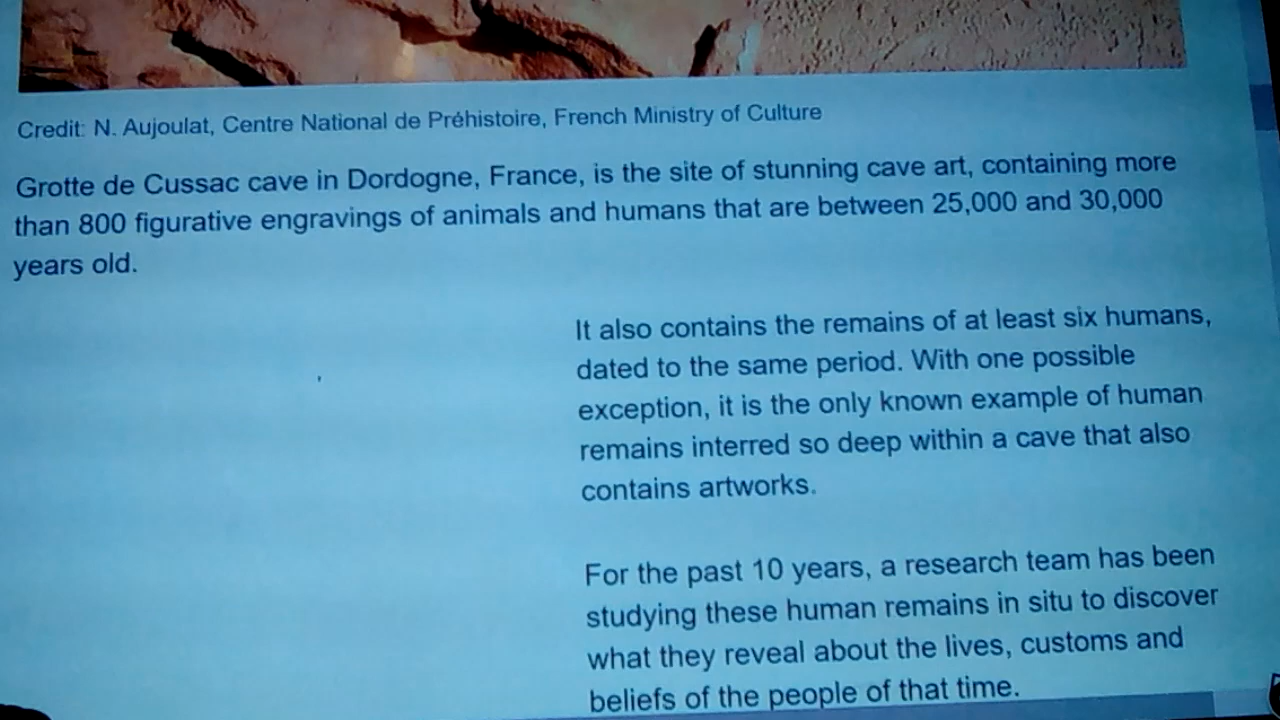 Credit: N. Aujoulat, Centre National de Préhistoire, French Ministry of Culture
Grotte de Cussac cave in Dordogne, France, is the site of stunning cave art, containing more
than 800 figurative engravings of animals and humans that are between 25,000 and 30,000
years old.
It also contains the remains of at least six humans,
dated to the same period. With one possible
exception, it is the only known example of human
remains interred so deep within a cave that also
contains artworks.
For the past 10 years, a research team has been
studying these human remains in situ to discover
what they reveal about the lives, customs and
beliefs of the people of that time.